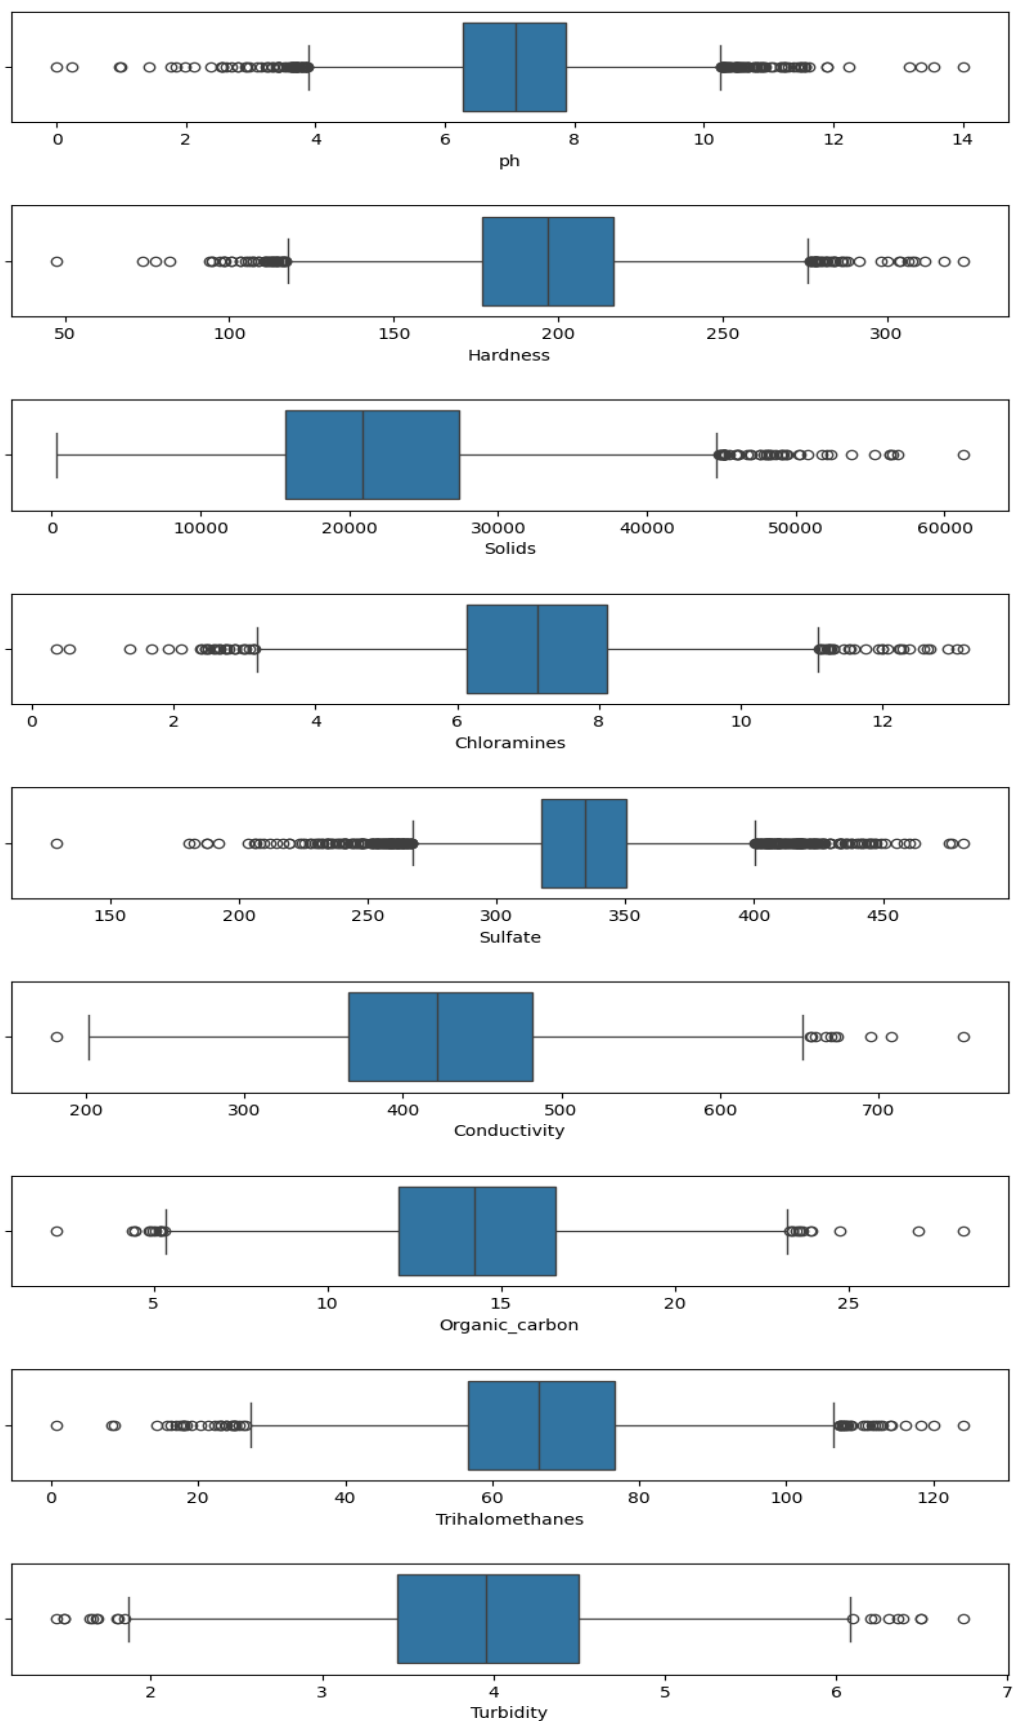 0 2 4 6 8 10 12 14
ph
50 100 150 200 250 300
Hardness
0 10000 20000 30000 40000 50000 60000
Solids
0 2 4 6 8 10 12
Chloramines
150 200 250 300 350 400 450
Sulfate
200 300 400 500 600 700
Conductivity
5 10 15 20 25
Organic_carbon
0 20 40 60 80 100 120
Trihalomethanes
2 3 4 5 6 7
Turbidity